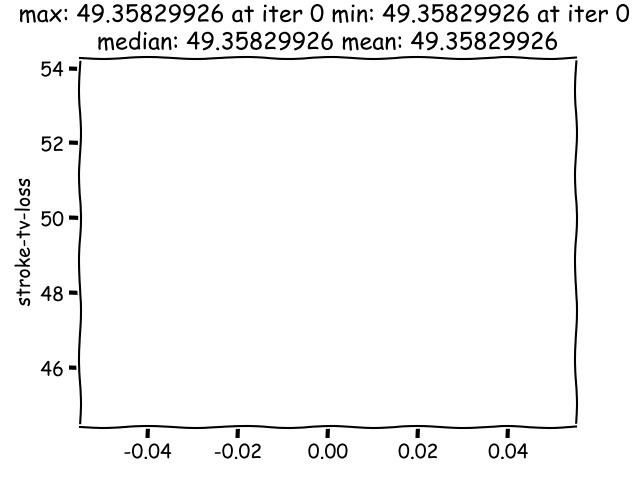 max: 49.35829926 at iter 0 min: 49.35829926 at iter 0
median: 49.35829926 mean: 49.35829926
54
52
50
48
46
stroke-tv-loss
-0.04 -0.02 0.00 0.02 0.04